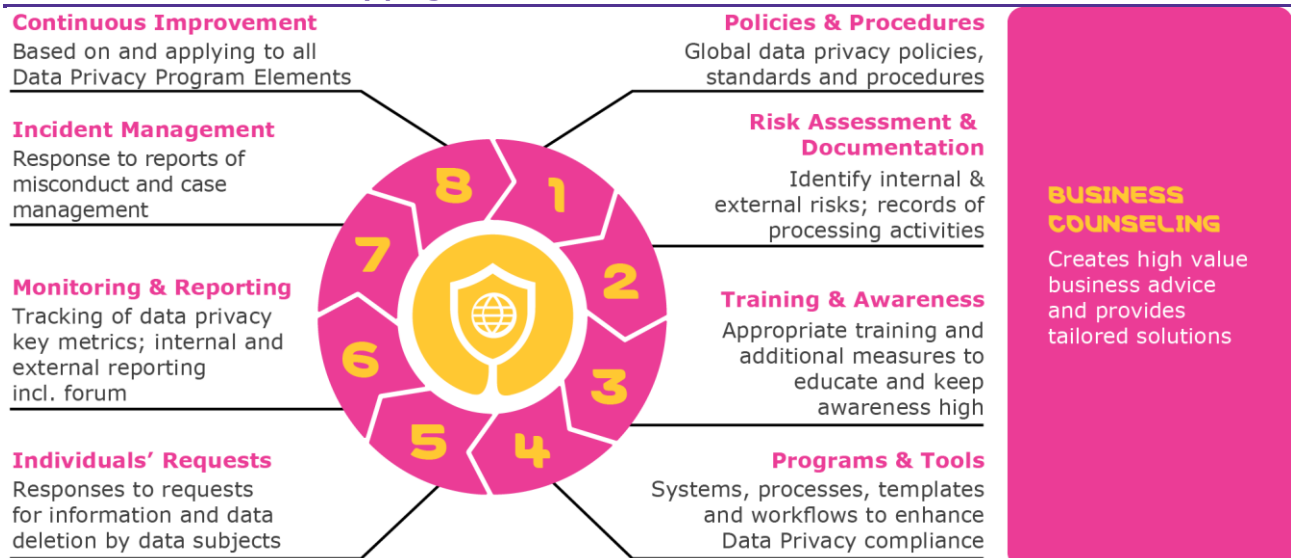 Continuous Improvement
Based on and applying to all
Data Privacy Program Elements
Incident Management
Response to reports of
misconduct and case
management
Monitoring & Reporting
Tracking of data privacy
key metrics; internal and
external reporting
incl. forum
Individuals’ Requests
Responses to requests
for information and data
deletion by data subjects
8
1
7
2
6
3
5
4
Policies & Procedures
Global data privacy policies,
standards and procedures
Risk Assessment &
Documentation
Identify internal &
external risks; records of
processing activities
Training & Awareness
Appropriate training and
additional measures to
educate and keep
awareness high
Programs & Tools
Systems, processes, templates
and workflows to enhance
Data Privacy compliance
BUSINESS
COUNSELING
Creates high value
business advice
and provides
tailored solutions